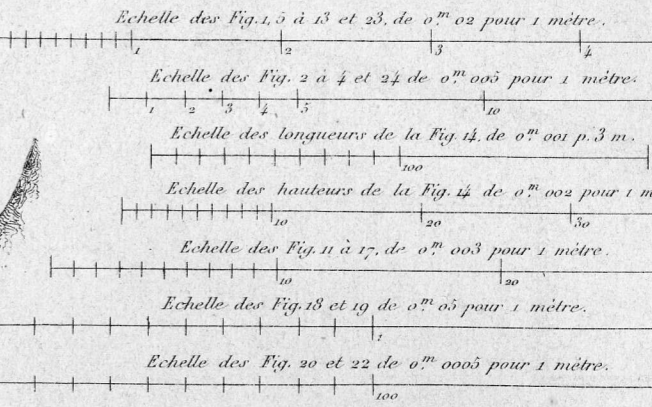 Echelle des Fig. 1, 5 à 13 et 23, de 0.ᵐ 02 pour 1 mètre.
1 2 3 4
Echelle des Fig. 2 à 4 et 24 de 0.ᵐ 005 pour 1 mètre.
1 2 3 4 5 10
Echelle des longueurs de la Fig. 14, de 0.ᵐ 001 p. 3 m.
100
Echelle des hauteurs de la Fig. 14 de 0.ᵐ 002 pour 1 m
10 20 30
Echelle des Fig. 11 à 17, de 0.ᵐ 003 pour 1 mètre.
10 20
Echelle des Fig. 18 et 19 de 0.ᵐ 05 pour 1 mètre.
1
Echelle des Fig. 20 et 22 de 0.ᵐ 0005 pour 1 mètre.
100